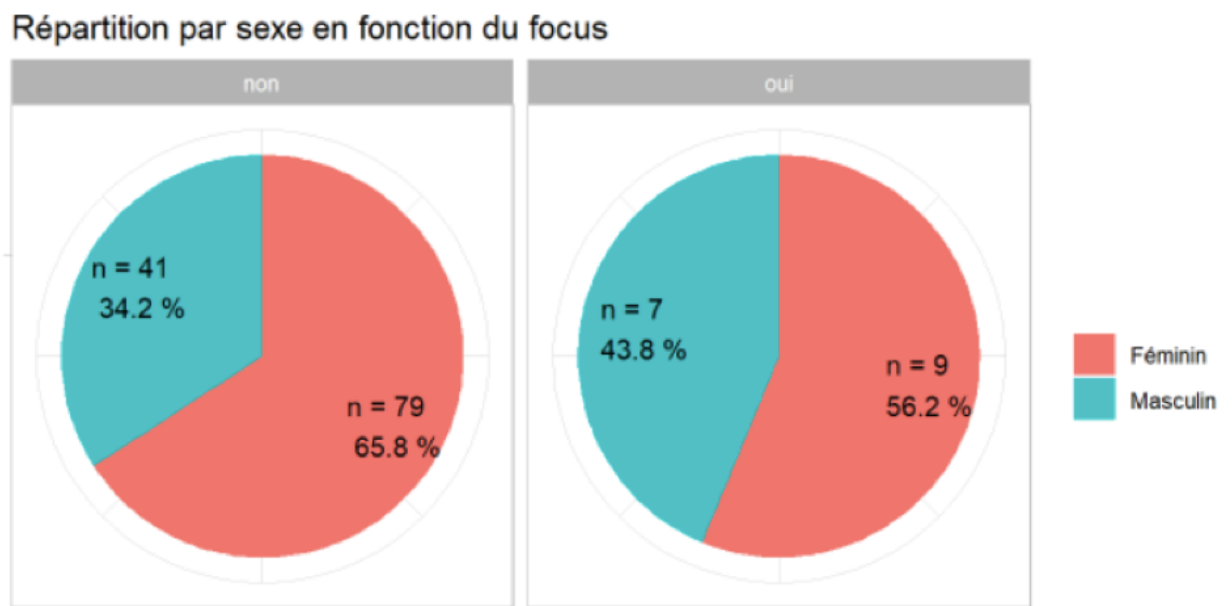 Répartition par sexe en fonction du focus
non
oui
n = 41
34.2 %
n = 79
65.8 %
n = 7
43.8 %
n = 9
56.2 %
Féminin
Masculin